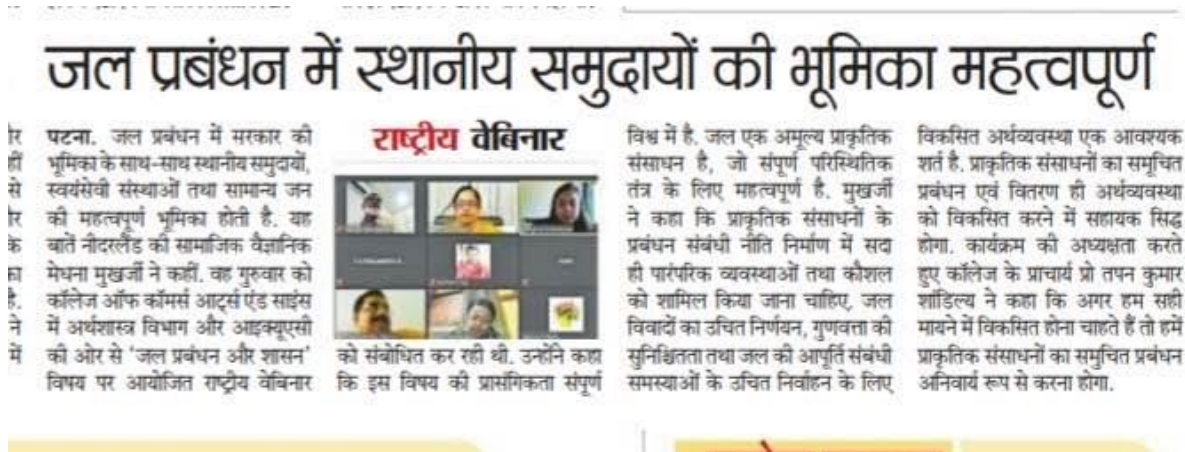 जल प्रबंधन में स्थानीय समुदायों की भूमिका महत्वपूर्ण
पटना. जल प्रबंधन में सरकार की
भूमिका के साथ-साथ स्थानीय समुदायों,
स्वयंसेवी संस्थाओं तथा सामान्य जन
की महत्वपूर्ण भूमिका होती है. यह
बातें नीदरलैंड की सामाजिक वैज्ञानिक
मेधना मुखर्जी ने कहीं. वह गुरुवार को
कॉलेज ऑफ कॉमर्स आर्ट्स एंड साइंस
में अर्थशास्त्र विभाग और आइक्यूएसी
की ओर से ‘जल प्रबंधन और शासन’
विषय पर आयोजित राष्ट्रीय वेबिनार
राष्ट्रीय वेबिनार
को संबोधित कर रही थी. उन्होंने कहा
कि इस विषय की प्रासंगिकता संपूर्ण
विश्व में है. जल एक अमूल्य प्राकृतिक
संसाधन है, जो संपूर्ण परिस्थितिक
तंत्र के लिए महत्वपूर्ण है. मुखर्जी
ने कहा कि प्राकृतिक संसाधनों के
प्रबंधन संबंधी नीति निर्माण में सदा
ही पारंपरिक व्यवस्थाओं तथा कौशल
को शामिल किया जाना चाहिए. जल
विवादों का उचित निर्णयन, गुणवत्ता की
सुनिश्चितता तथा जल की आपूर्ति संबंधी
समस्याओं के उचित निर्वाहन के लिए
विकसित अर्थव्यवस्था एक आवश्यक
शर्त है. प्राकृतिक संसाधनों का समुचित
प्रबंधन एवं वितरण ही अर्थव्यवस्था
को विकसित करने में सहायक सिद्ध
होगा. कार्यक्रम की अध्यक्षता करते
हुए कॉलेज के प्राचार्य प्रो तपन कुमार
शांडिल्य ने कहा कि अगर हम सही
मायने में विकसित होना चाहते हैं तो हमें
प्राकृतिक संसाधनों का समुचित प्रबंधन
अनिवार्य रूप से करना होगा.